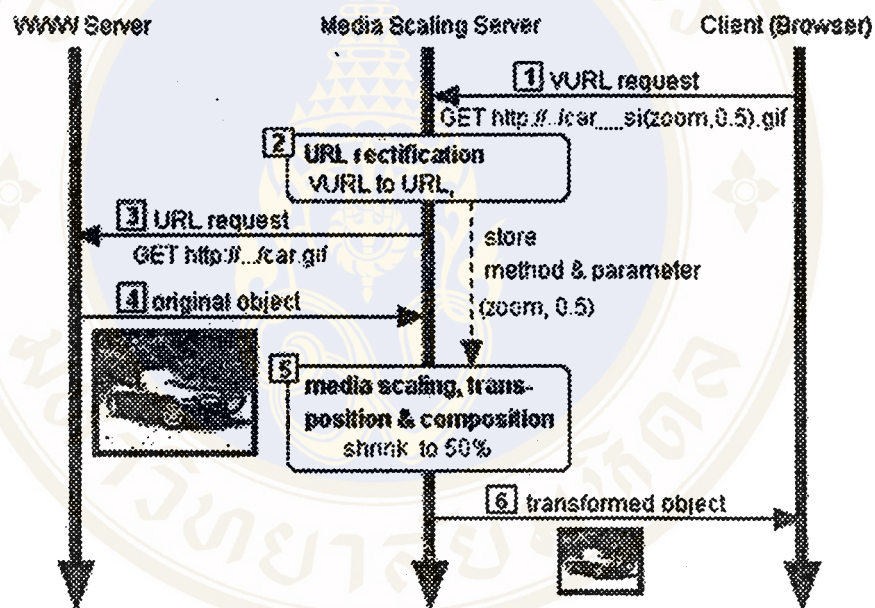 WWW Server
Media Scaling Server
Client (Browser)
1 VURL request
GET http://../car__si(zoom,0.5).gif
2 URL rectification
VURL to URL,
3 URL request
GET http://.../car.gif
store
method & parameter
(zoom, 0.5)
4 original object
5 media scaling, trans-
position & composition
shrink to 50%
6 transformed object